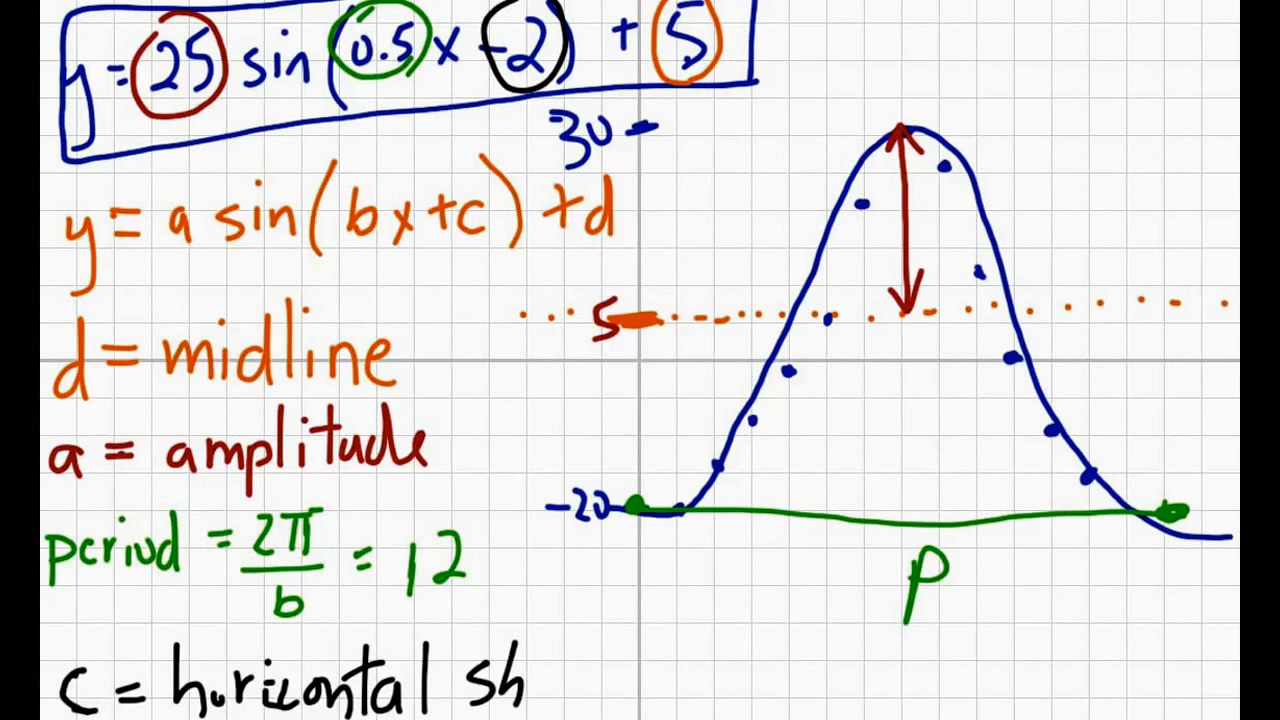 y = 25 sin (0.5x -2) + 5
30
y = a sin(bx+c) + d
5
d = midline
a = amplitude
-20
period = 2π/b = 12
P
c = horizontal sh